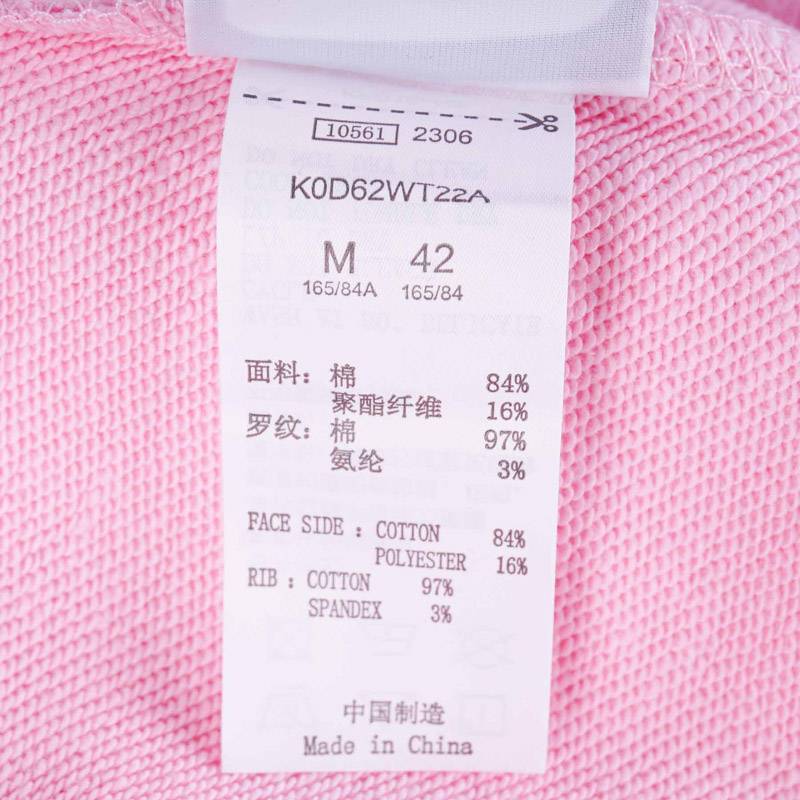 10561 2306
K0D62WT22A
M 42
165/84A 165/84
面料：棉 84%
聚酯纤维 16%
罗纹：棉 97%
氨纶 3%
FACE SIDE : COTTON 84%
POLYESTER 16%
RIB : COTTON 97%
SPANDEX 3%
中国制造
Made in China